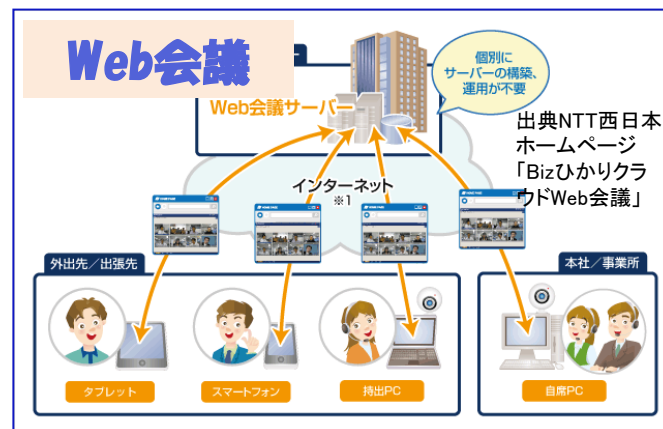 Web会議
個別に
サーバーの構築、
運用が不要
Web会議サーバー
出典NTT西日本
ホームページ
「Bizひかりクラ
ウドWeb会議」
インターネット
※1
外出先／出張先
本社／事業所
タブレット
スマートフォン
持出PC
自席PC